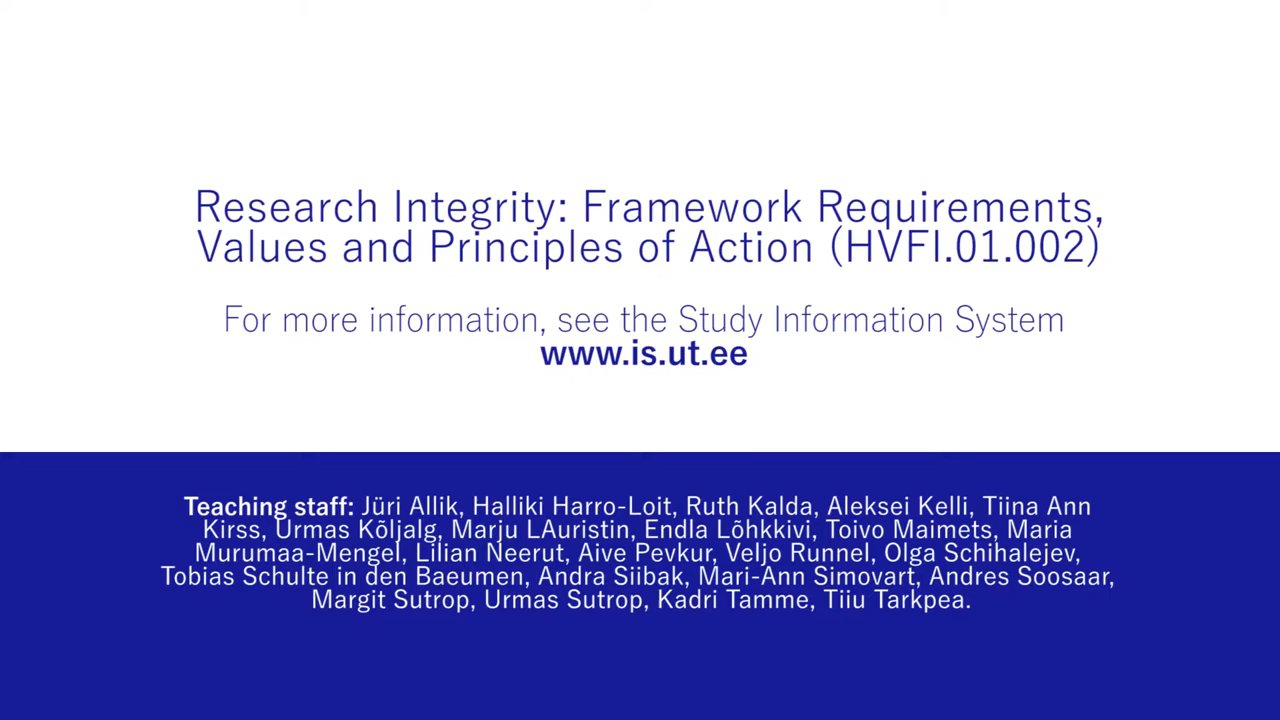 Research Integrity: Framework Requirements,
Values and Principles of Action (HVFI.01.002)
For more information, see the Study Information System
www.is.ut.ee
Teaching staff: Jüri Allik, Halliki Harro-Loit, Ruth Kalda, Aleksei Kelli, Tiina Ann
Kirss, Urmas Kõljalg, Marju LAuristin, Endla Lõhkkivi, Toivo Maimets, Maria
Murumaa-Mengel, Lilian Neerut, Aive Pevkur, Veljo Runnel, Olga Schihalejev,
Tobias Schulte in den Baeumen, Andra Siibak, Mari-Ann Simovart, Andres Soosaar,
Margit Sutrop, Urmas Sutrop, Kadri Tamme, Tiiu Tarkpea.